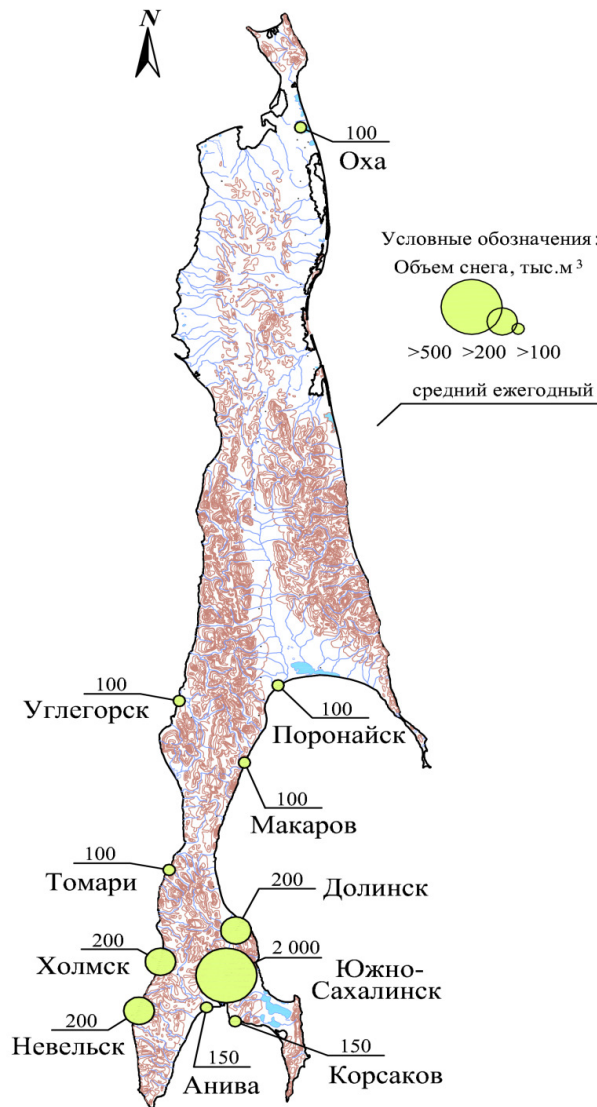 N
100
Оха
Условные обозначения:
Объем снега, тыс.м³
>500 >200 >100
средний ежегодный
100
Углегорск
100
Поронайск
100
Макаров
100
Томари
200
Долинск
200
Холмск
2 000
Южно-
Сахалинск
200
Невельск
150
Анива
150
Корсаков